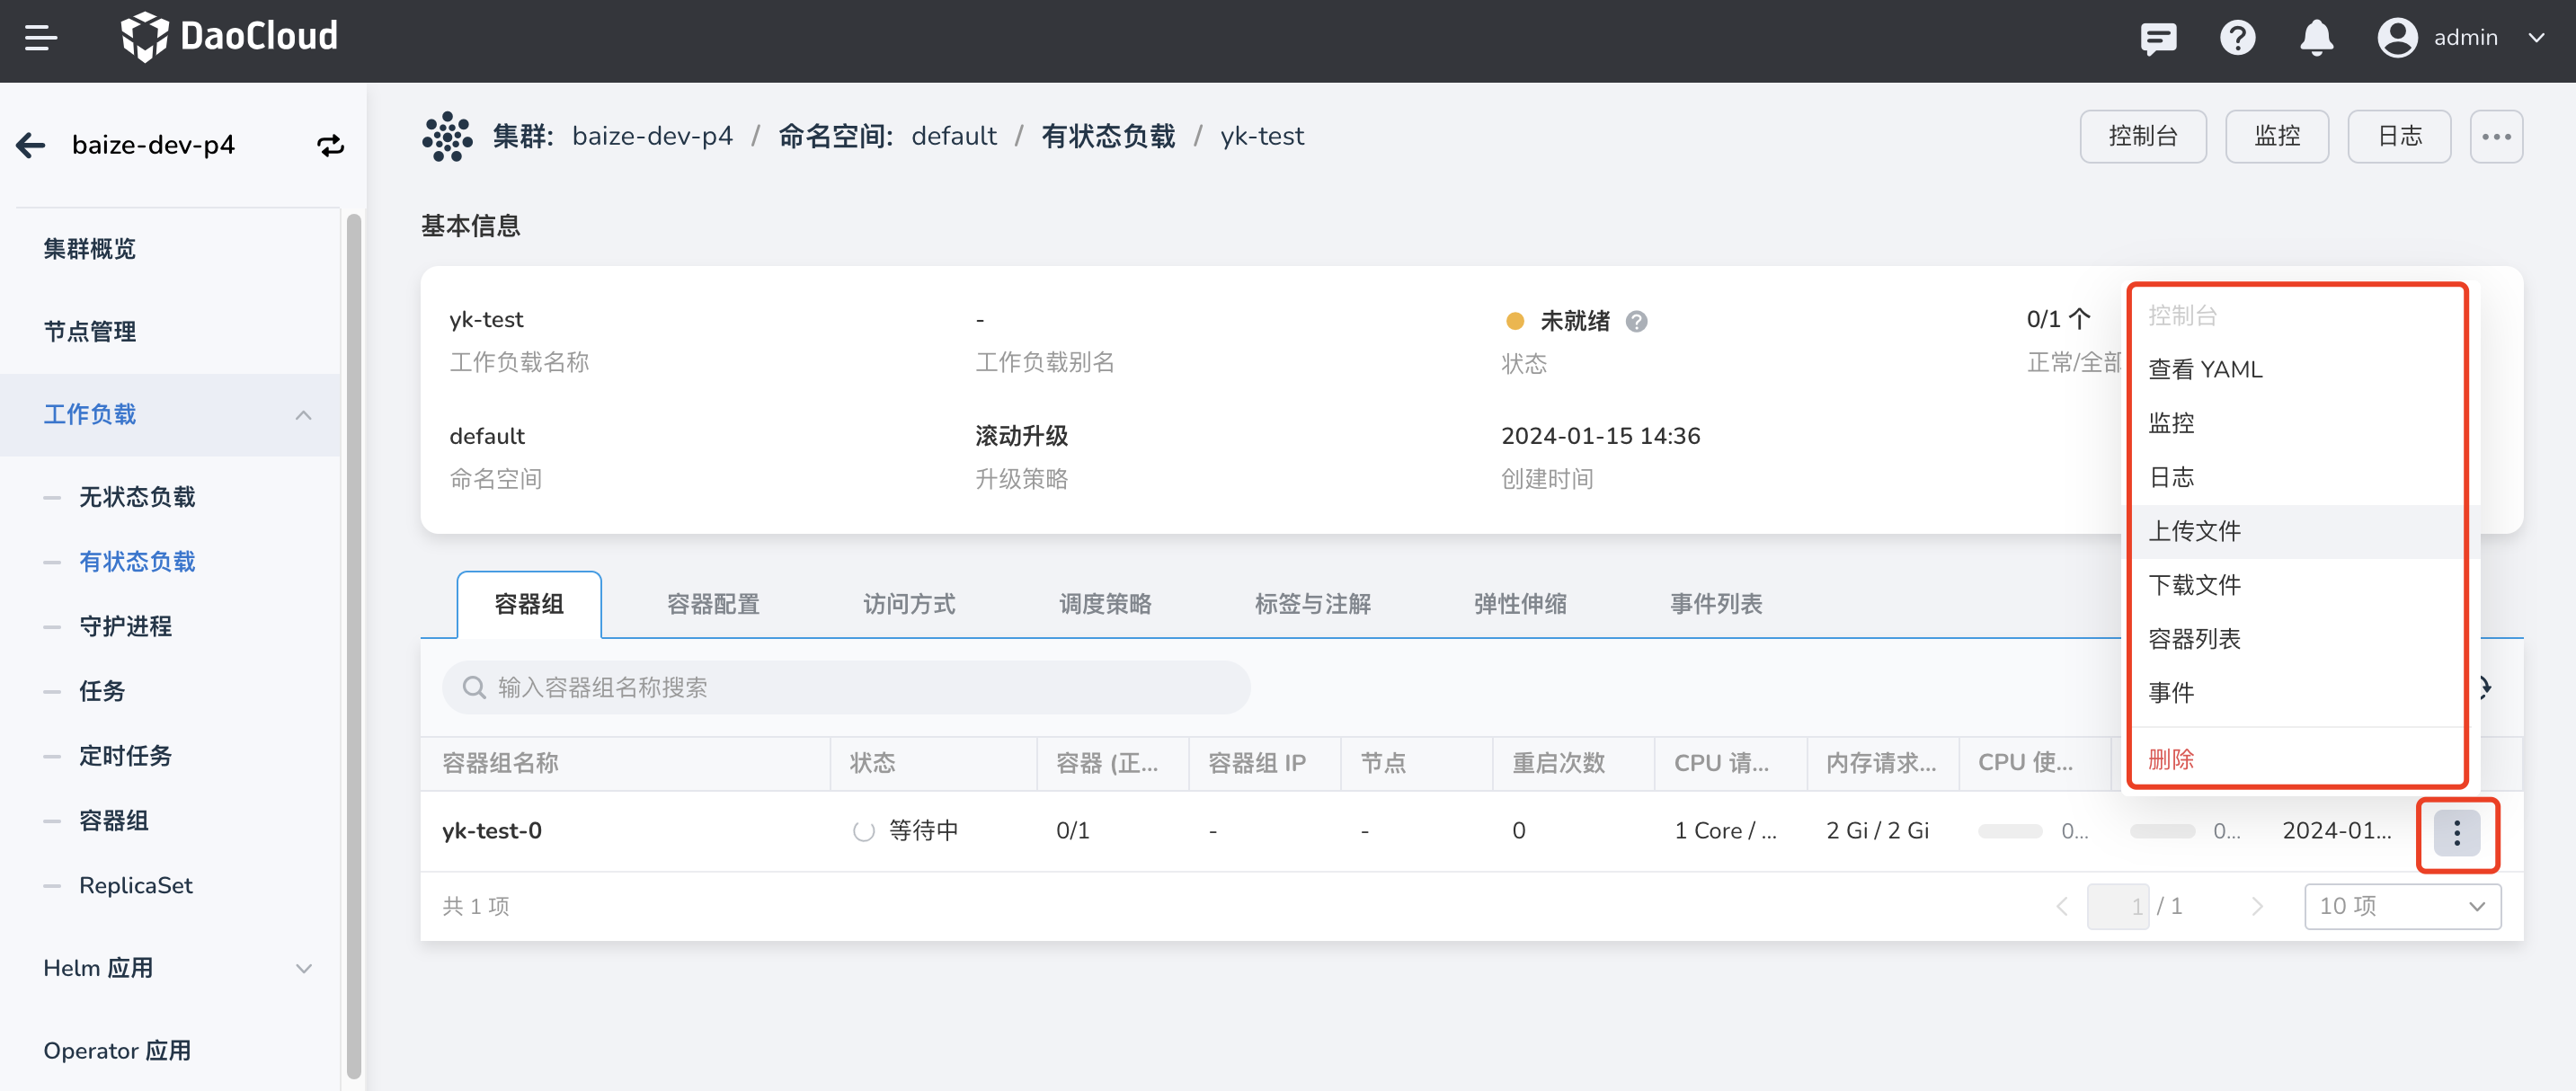 DaoCloud
admin
baize-dev-p4
集群: baize-dev-p4 / 命名空间: default / 有状态负载 / yk-test
控制台
监控
日志
集群概览
节点管理
工作负载
无状态负载
有状态负载
守护进程
任务
定时任务
容器组
ReplicaSet
Helm 应用
Operator 应用
基本信息
yk-test
工作负载名称
-
工作负载别名
未就绪
状态
0/1 个
正常/全部
default
命名空间
滚动升级
升级策略
2024-01-15 14:36
创建时间
控制台
查看 YAML
监控
日志
上传文件
下载文件
容器列表
事件
删除
容器组 容器配置 访问方式 调度策略 标签与注解 弹性伸缩 事件列表
输入容器组名称搜索
容器组名称 状态 容器 (正... 容器组 IP 节点 重启次数 CPU 请... 内存请求... CPU 使...
yk-test-0 等待中 0/1 - - 0 1 Core / ... 2 Gi / 2 Gi 0... 0... 2024-01...
共 1 项
1 / 1
10 项